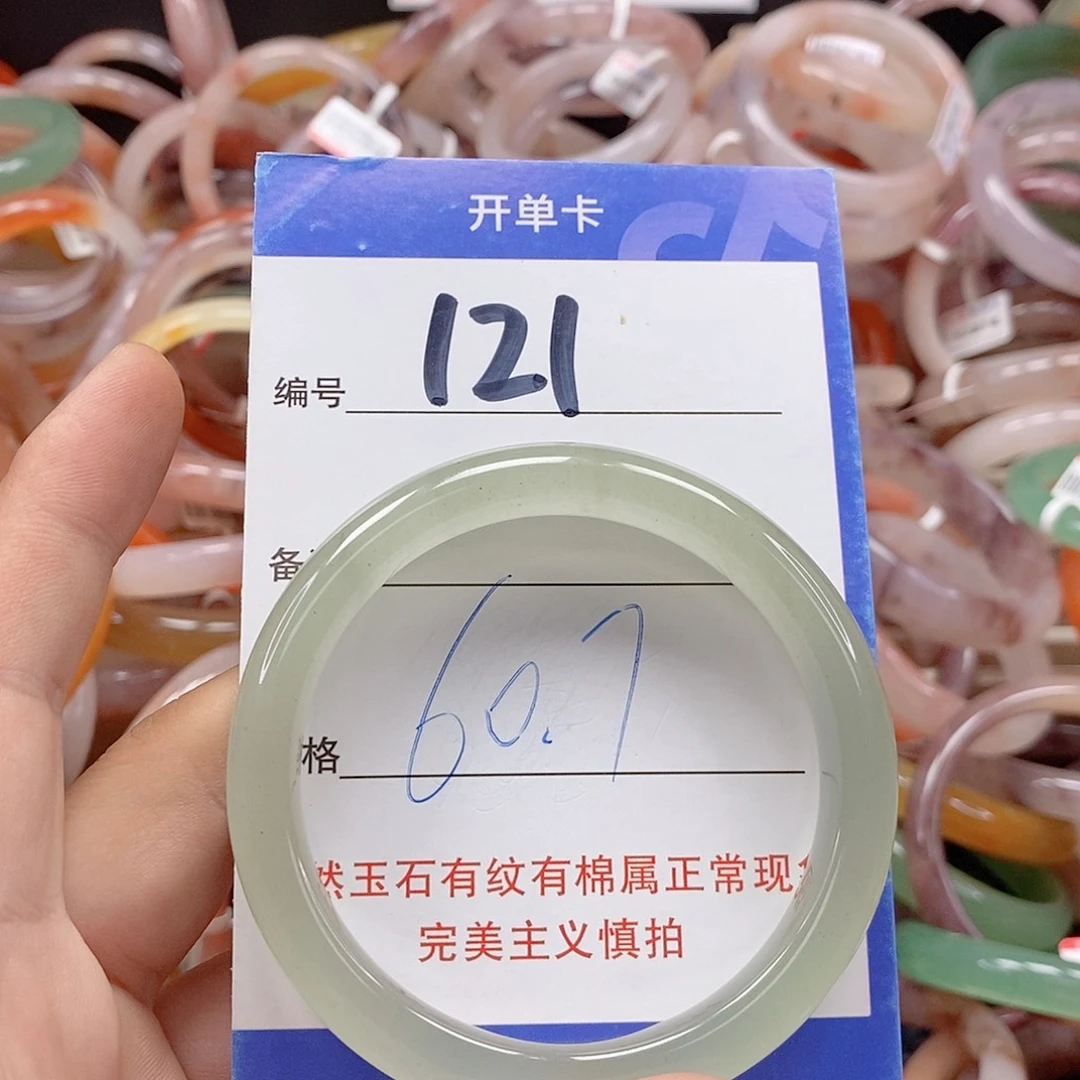 开单卡
编号 121
备
格 60.7
然玉石有纹有棉属正常现
完美主义慎拍